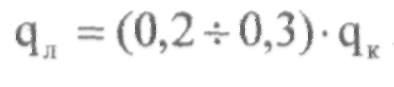 qл = (0,2 ÷ 0,3) · qк